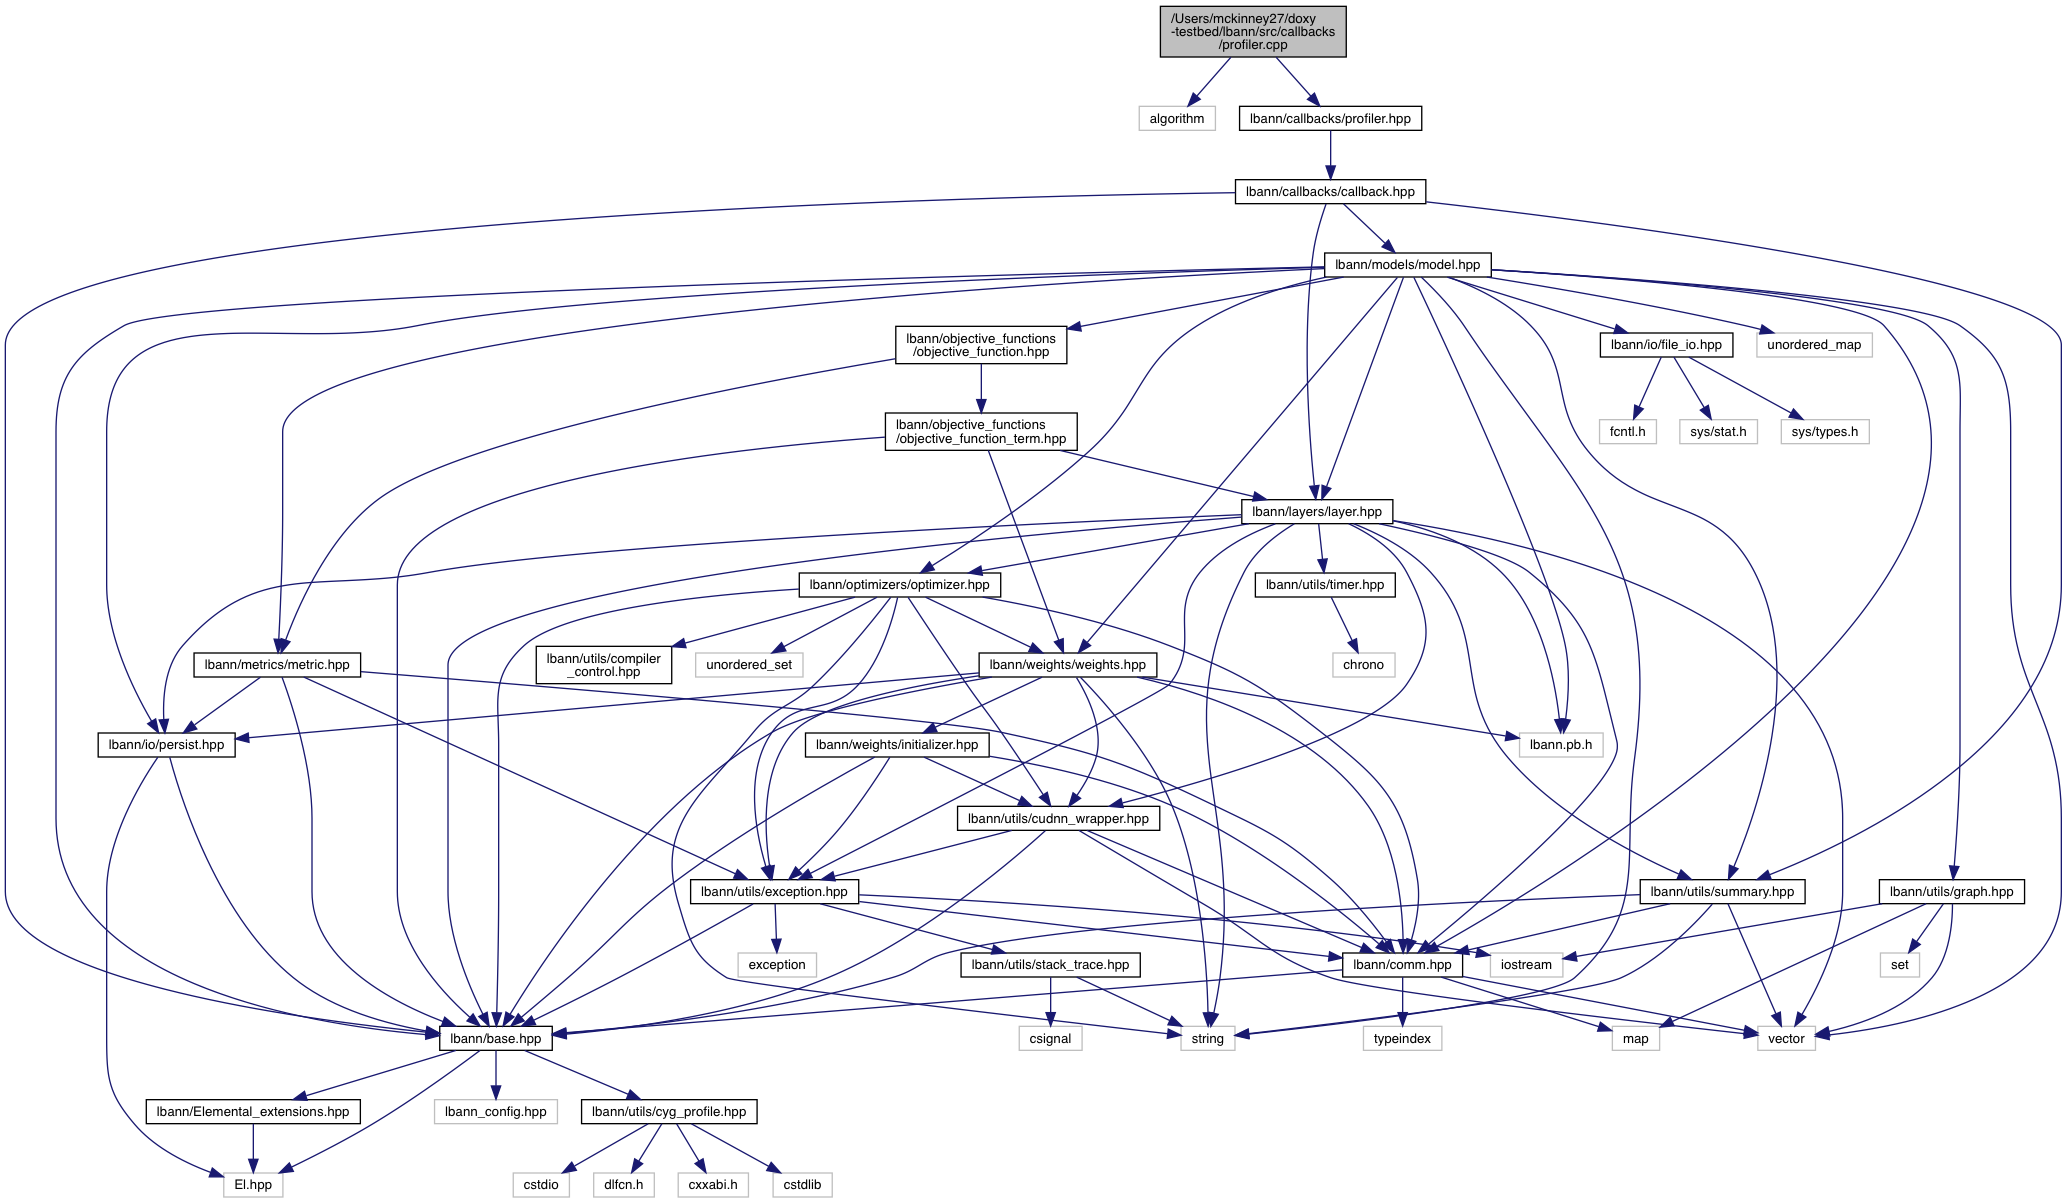 /Users/mckinney27/doxy
-testbed/lbann/src/callbacks
/profiler.cpp
algorithm
lbann/callbacks/profiler.hpp
lbann/callbacks/callback.hpp
lbann/models/model.hpp
lbann/objective_functions
/objective_function.hpp
lbann/io/file_io.hpp
unordered_map
lbann/objective_functions
/objective_function_term.hpp
fcntl.h
sys/stat.h
sys/types.h
lbann/layers/layer.hpp
lbann/optimizers/optimizer.hpp
lbann/utils/timer.hpp
lbann/metrics/metric.hpp
lbann/utils/compiler
_control.hpp
unordered_set
lbann/weights/weights.hpp
chrono
lbann/io/persist.hpp
lbann/weights/initializer.hpp
lbann.pb.h
lbann/utils/cudnn_wrapper.hpp
lbann/utils/exception.hpp
lbann/utils/summary.hpp
lbann/utils/graph.hpp
exception
lbann/utils/stack_trace.hpp
lbann/comm.hpp
iostream
set
lbann/base.hpp
csignal
string
typeindex
map
vector
lbann/Elemental_extensions.hpp
lbann_config.hpp
lbann/utils/cyg_profile.hpp
El.hpp
cstdio
dlfcn.h
cxxabi.h
cstdlib